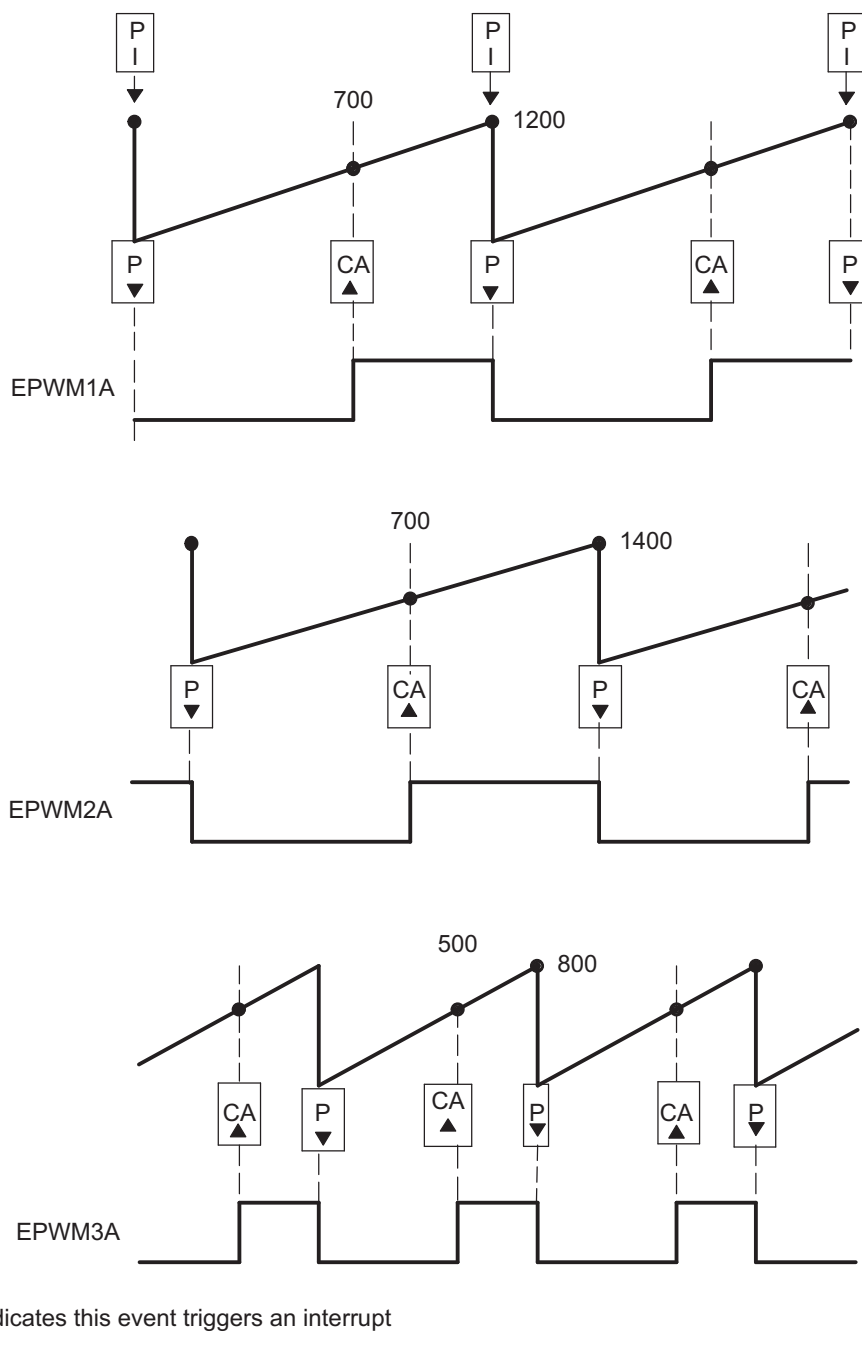 P P P
I I I
700
1200
P CA P CA P
EPWM1A
700
1400
P CA P CA
EPWM2A
500
800
CA P CA P CA P
EPWM3A
indicates this event triggers an interrupt